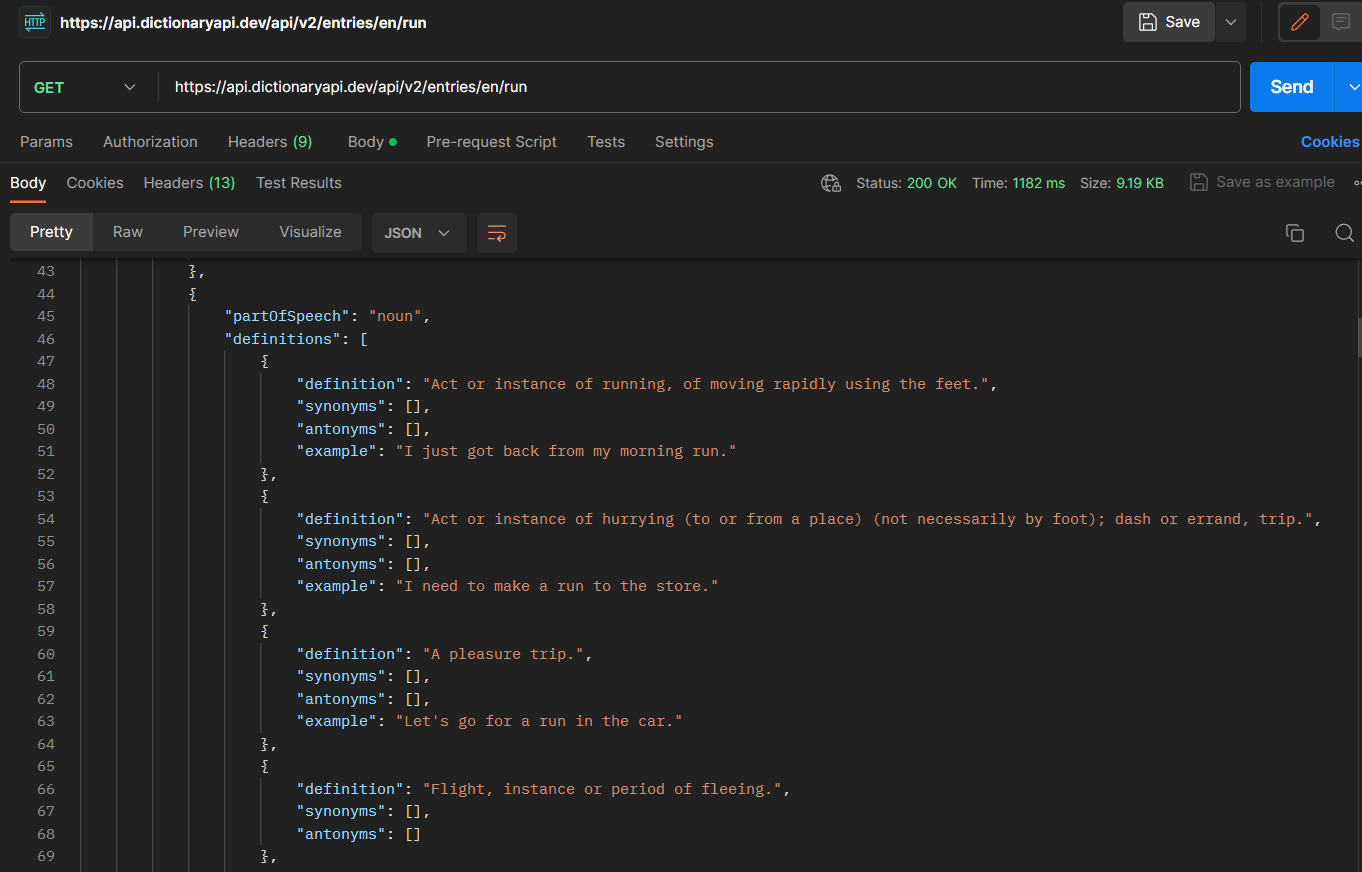 HTTP https://api.dictionaryapi.dev/api/v2/entries/en/run Save
GET https://api.dictionaryapi.dev/api/v2/entries/en/run Send
Params Authorization Headers (9) Body Pre-request Script Tests Settings Cookies
Body Cookies Headers (13) Test Results Status: 200 OK Time: 1182 ms Size: 9.19 KB Save as example
Pretty Raw Preview Visualize JSON
43 },
44 {
45 "partOfSpeech": "noun",
46 "definitions": [
47 {
48 "definition": "Act or instance of running, of moving rapidly using the feet.",
49 "synonyms": [],
50 "antonyms": [],
51 "example": "I just got back from my morning run."
52 },
53 {
54 "definition": "Act or instance of hurrying (to or from a place) (not necessarily by foot); dash or errand, trip.",
55 "synonyms": [],
56 "antonyms": [],
57 "example": "I need to make a run to the store."
58 },
59 {
60 "definition": "A pleasure trip.",
61 "synonyms": [],
62 "antonyms": [],
63 "example": "Let's go for a run in the car."
64 },
65 {
66 "definition": "Flight, instance or period of fleeing.",
67 "synonyms": [],
68 "antonyms": []
69 },